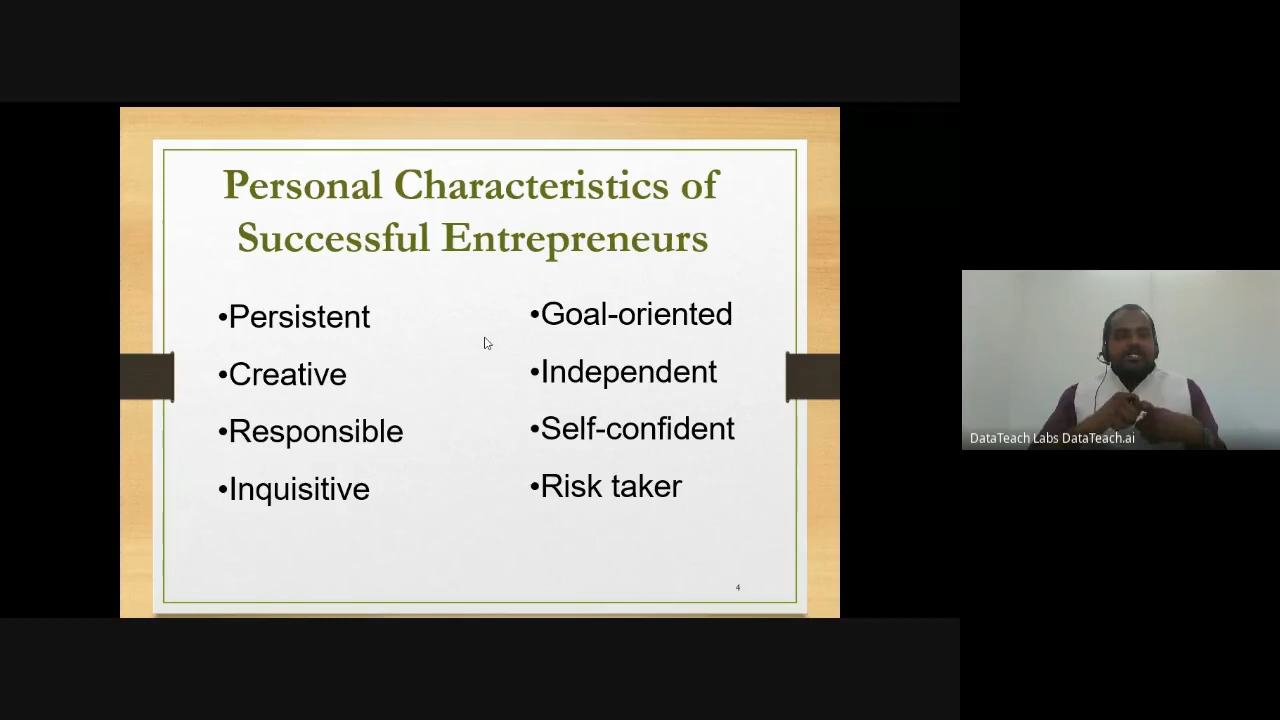 Personal Characteristics of
Successful Entrepreneurs
•Persistent
•Creative
•Responsible
•Inquisitive
•Goal-oriented
•Independent
•Self-confident
•Risk taker
4
DataTeach Labs DataTeach.ai